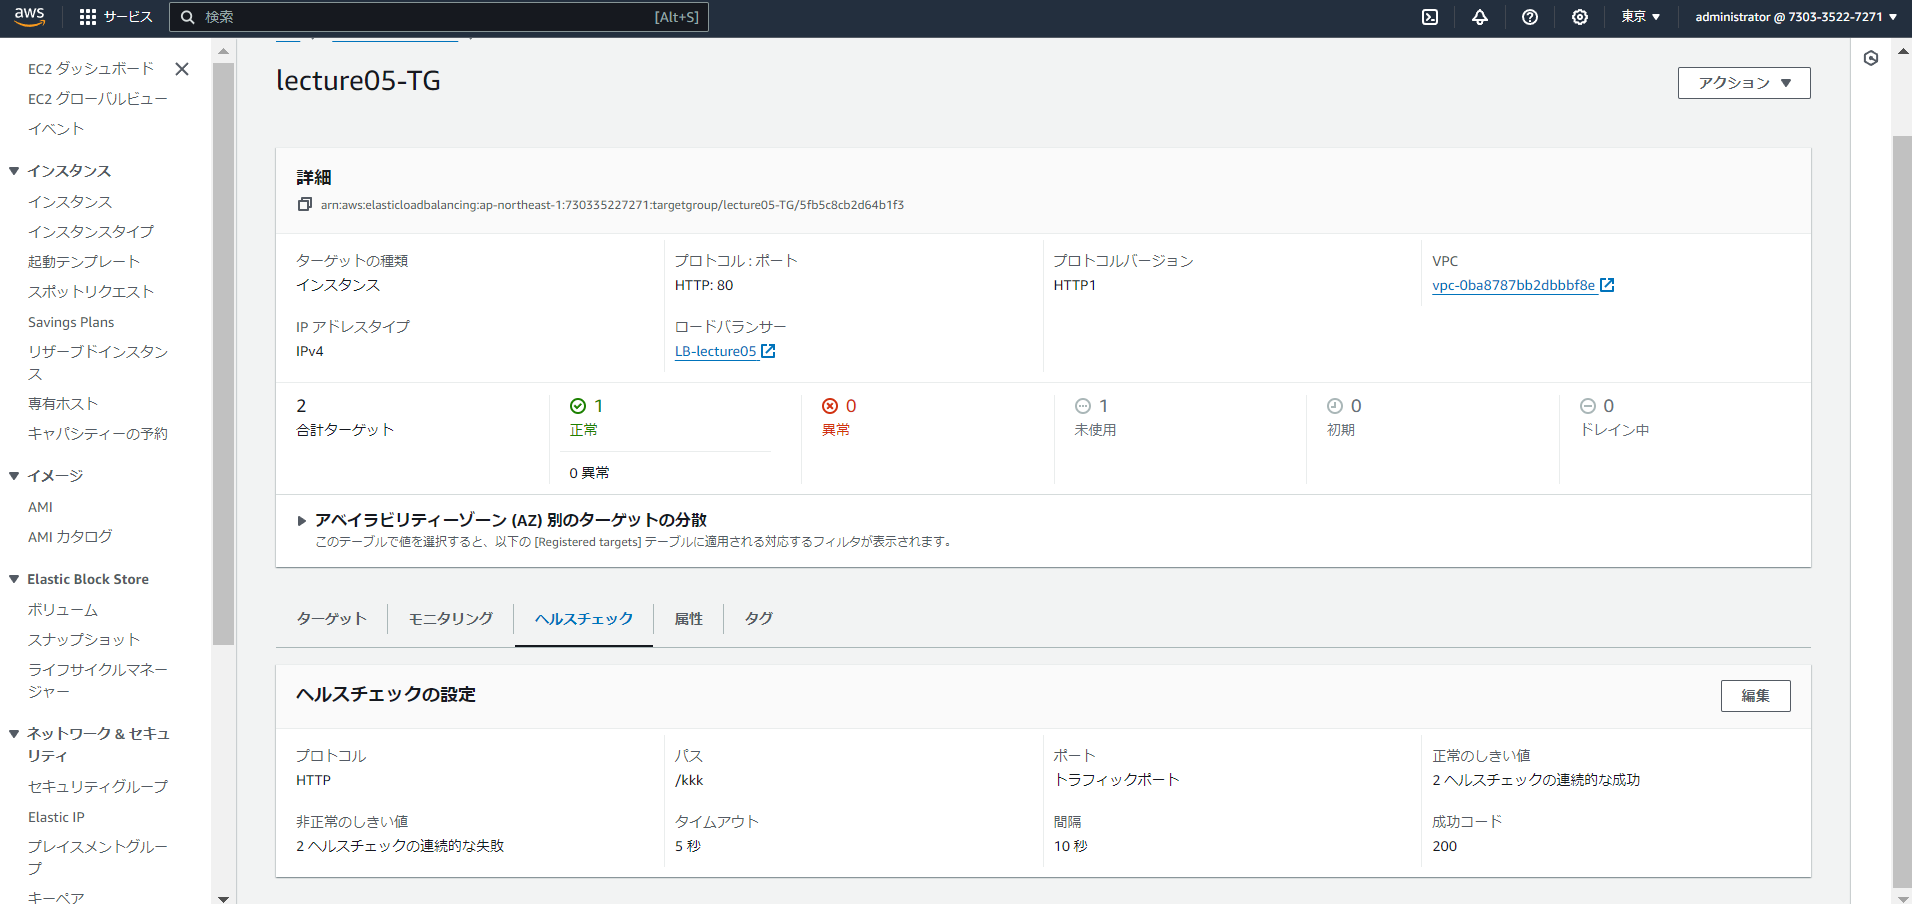 aws
サービス
検索
[Alt+S]
東京 ▼
administrator @ 7303-3522-7271 ▼
EC2 ダッシュボード
EC2 グローバルビュー
イベント
インスタンス
インスタンス
インスタンスタイプ
起動テンプレート
スポットリクエスト
Savings Plans
リザーブドインスタン
ス
専有ホスト
キャパシティーの予約
イメージ
AMI
AMI カタログ
Elastic Block Store
ボリューム
スナップショット
ライフサイクルマネー
ジャー
ネットワーク & セキュ
リティ
セキュリティグループ
Elastic IP
プレイスメントグルー
プ
キーペア
lecture05-TG
アクション ▼
詳細
arn:aws:elasticloadbalancing:ap-northeast-1:730335227271:targetgroup/lecture05-TG/5fb5c8cb2d64b1f3
ターゲットの種類
インスタンス
プロトコル : ポート
HTTP: 80
プロトコルバージョン
HTTP1
VPC
vpc-0ba8787bb2dbbbf8e
IP アドレスタイプ
IPv4
ロードバランサー
LB-lecture05
2
合計ターゲット
1
正常
0 異常
0
異常
1
未使用
0
初期
0
ドレイン中
アベイラビリティーゾーン (AZ) 別のターゲットの分散
このテーブルで値を選択すると、以下の [Registered targets] テーブルに適用される対応するフィルタが表示されます。
ターゲット
モニタリング
ヘルスチェック
属性
タグ
ヘルスチェックの設定
編集
プロトコル
HTTP
パス
/kkk
ポート
トラフィックポート
正常のしきい値
2 ヘルスチェックの連続的な成功
非正常のしきい値
2 ヘルスチェックの連続的な失敗
タイムアウト
5 秒
間隔
10 秒
成功コード
200